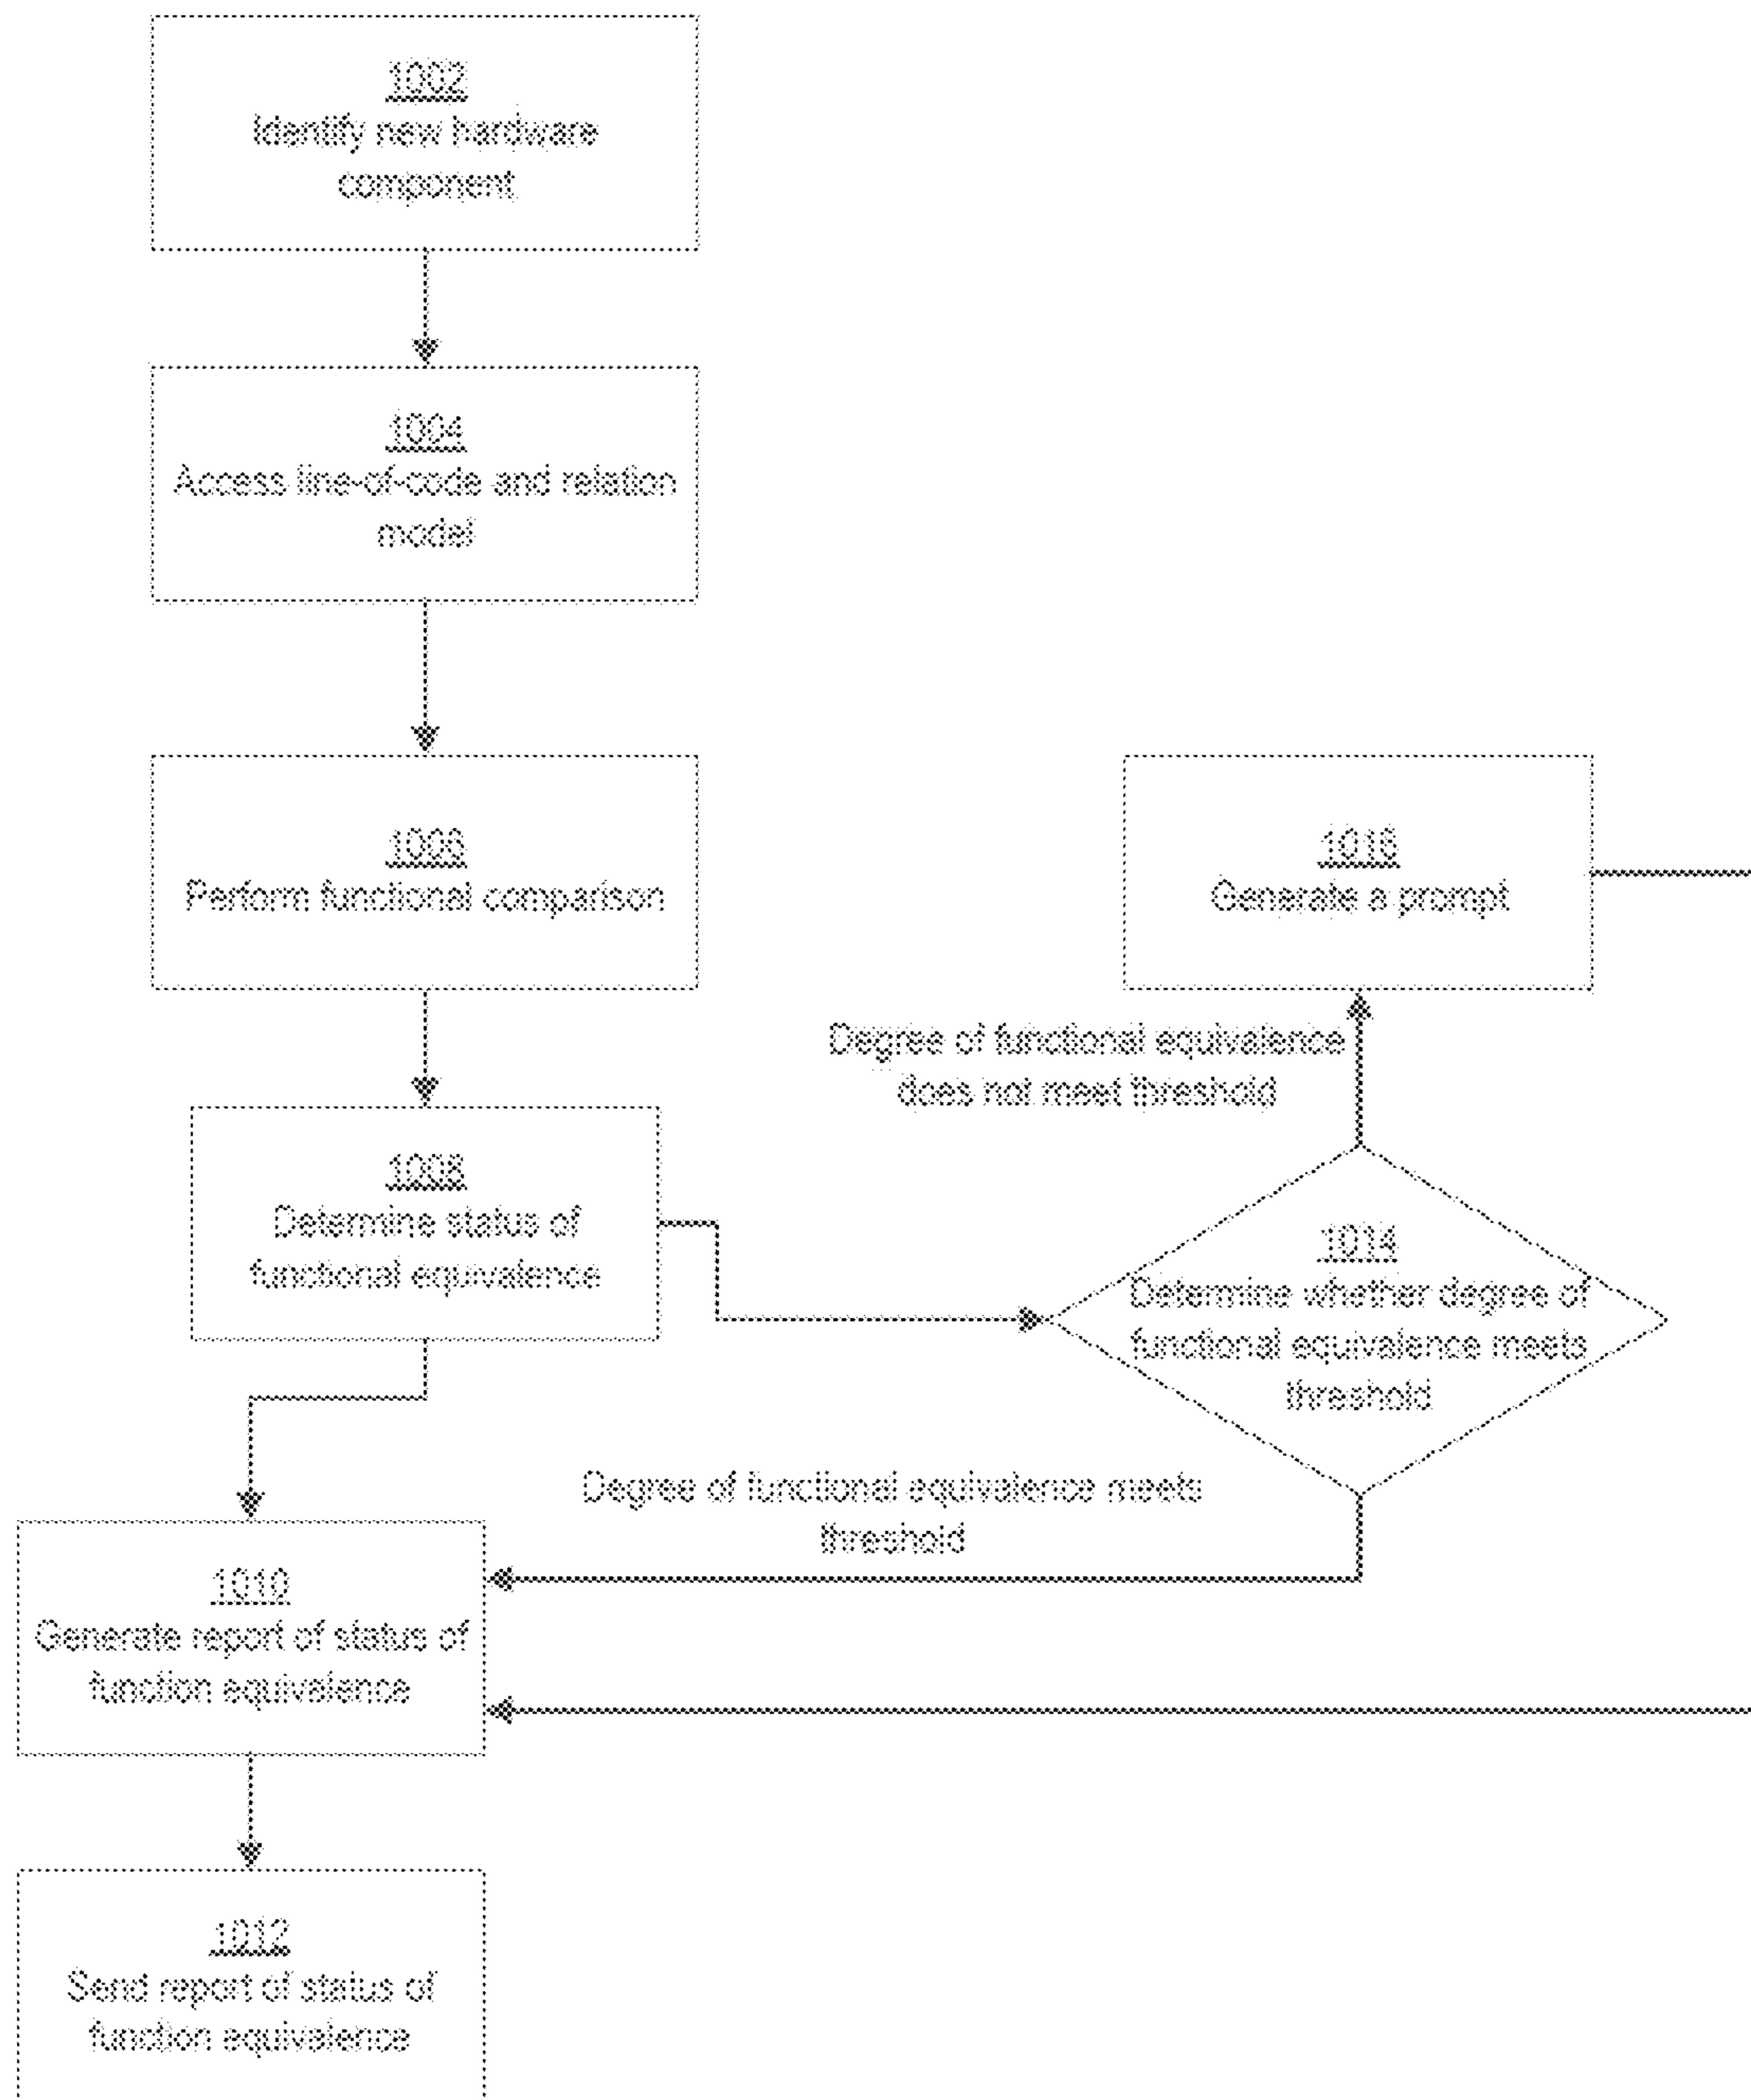 1002
Identify new hardware
component
1004
Access line-of-code and relation
model
1006
Perform functional comparison
1016
Generate a prompt
Degree of functional equivalence
does not meet threshold
1008
Determine status of
functional equivalence
1014
Determine whether degree of
functional equivalence meets
threshold
Degree of functional equivalence meets
threshold
1010
Generate report of status of
function equivalence
1012
Send report of status of
function equivalence